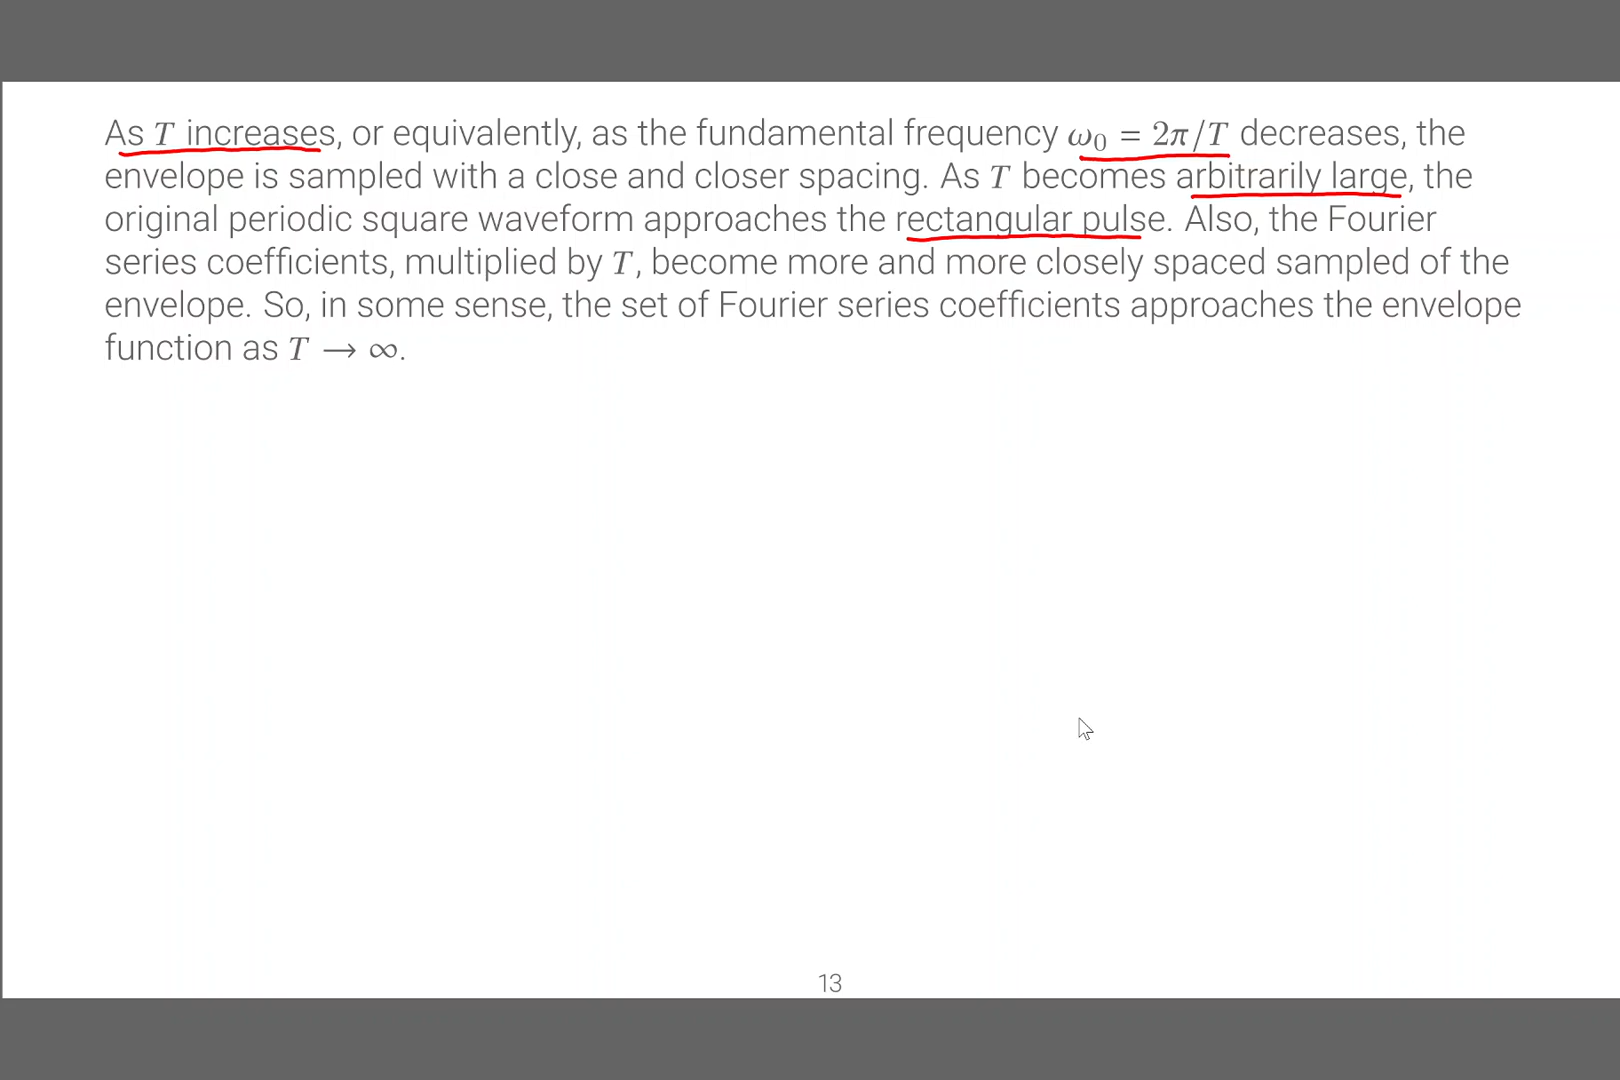 As T increases, or equivalently, as the fundamental frequency ω₀ = 2π/T decreases, the
envelope is sampled with a close and closer spacing. As T becomes arbitrarily large, the
original periodic square waveform approaches the rectangular pulse. Also, the Fourier
series coefficients, multiplied by T, become more and more closely spaced sampled of the
envelope. So, in some sense, the set of Fourier series coefficients approaches the envelope
function as T → ∞.
13